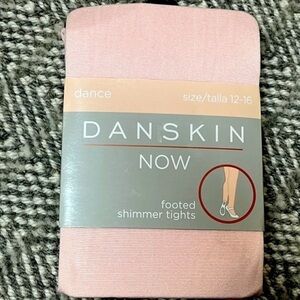 dance size/talla 12-16
DANSKIN
NOW
footed
shimmer tights